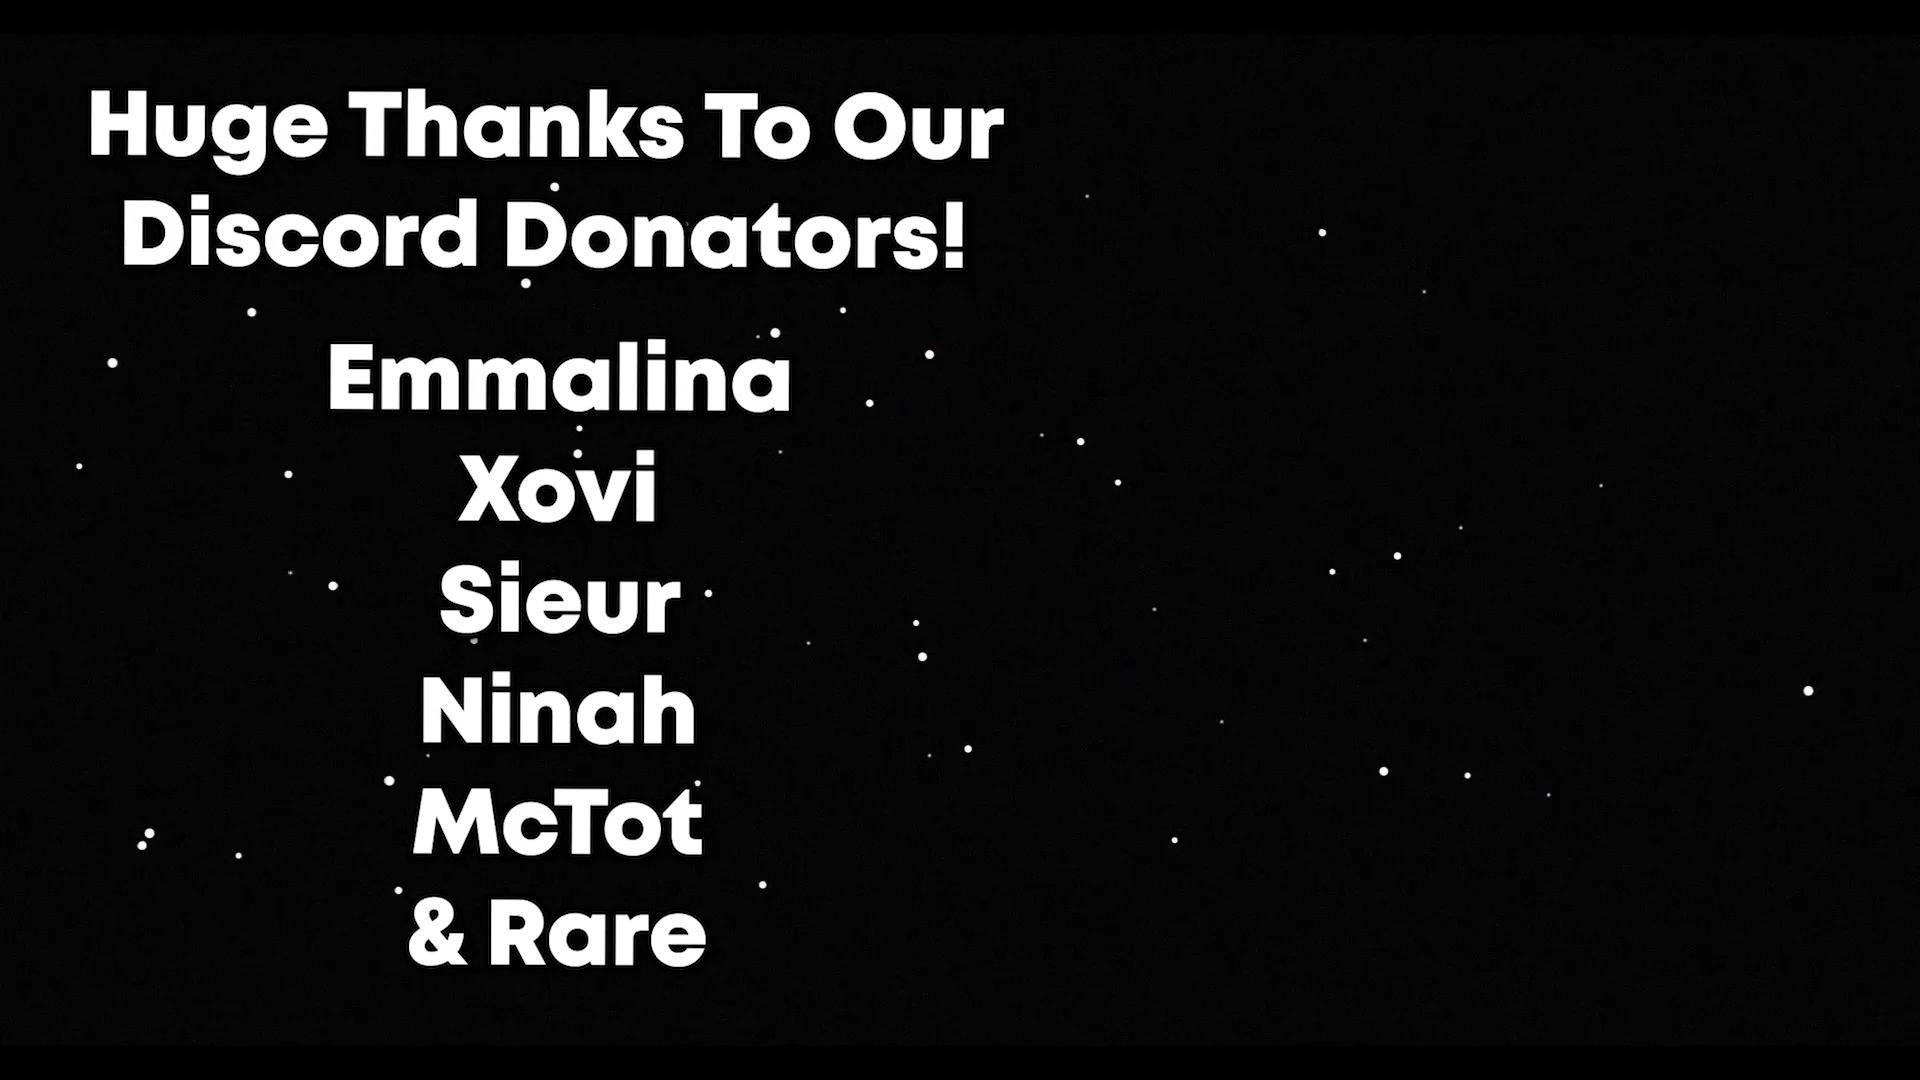 Huge Thanks To Our
Discord Donators!
Emmalina
Xovi
Sieur
Ninah
McTot
& Rare